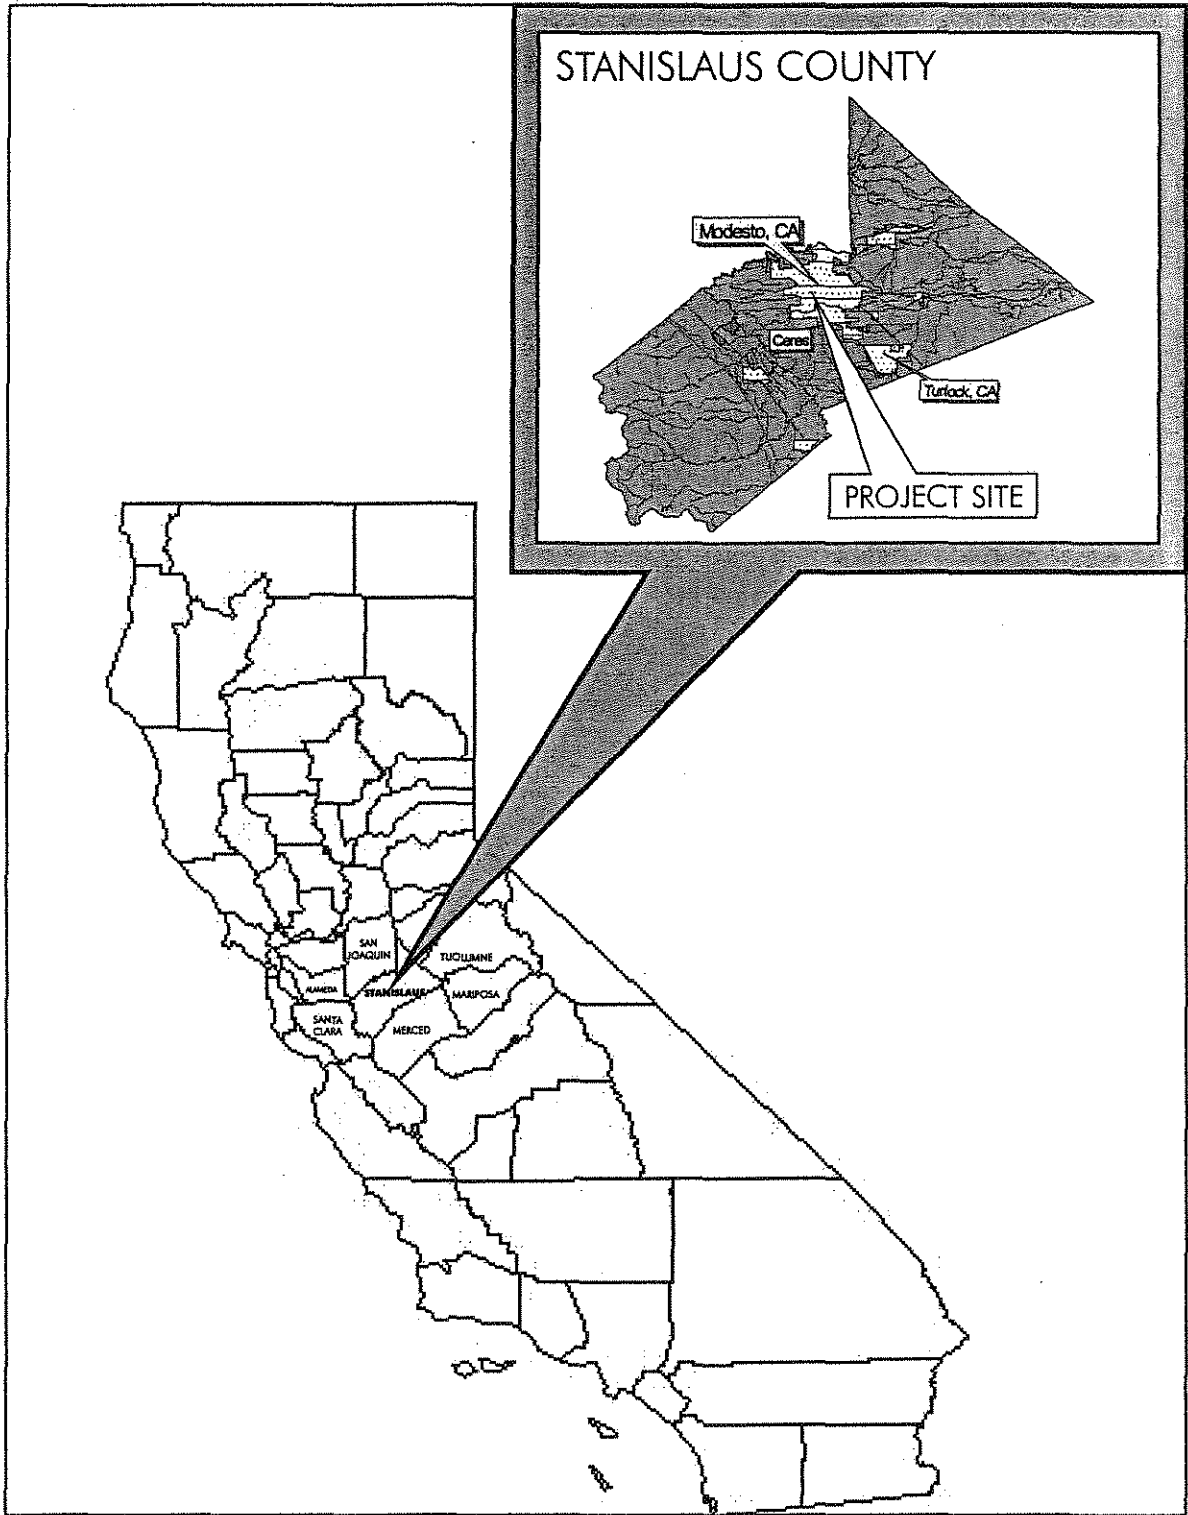 STANISLAUS COUNTY
Modesto, CA
Ceres
Turlock, CA
PROJECT SITE
SAN
JOAQUIN
TUOLUMNE
ALAMEDA
STANISLAUS
MARIPOSA
SANTA
CLARA
MERCED